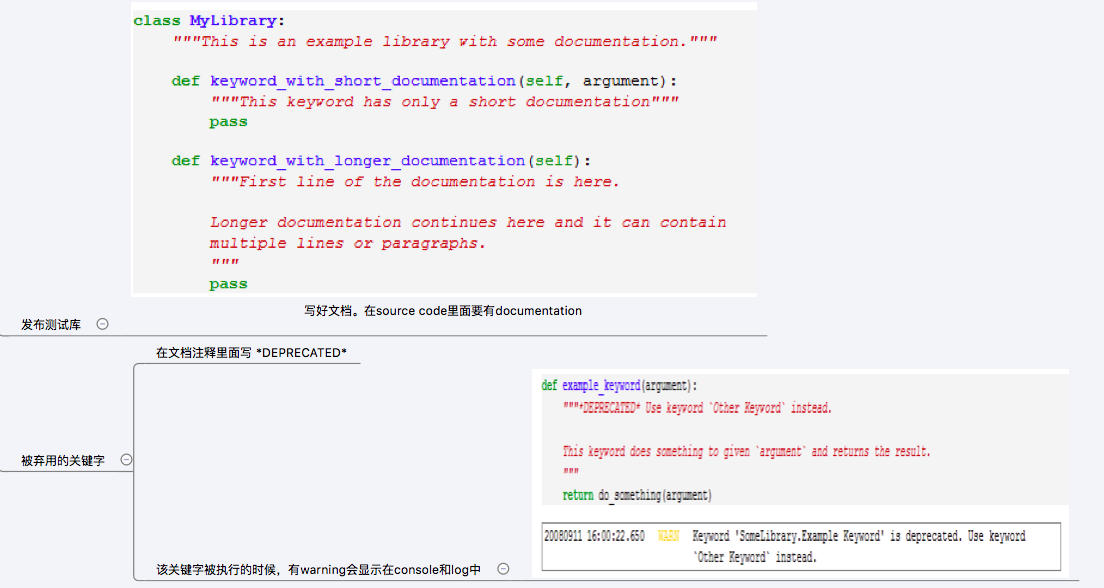 class MyLibrary:
"""This is an example library with some documentation."""
def keyword_with_short_documentation(self, argument):
"""This keyword has only a short documentation"""
pass
def keyword_with_longer_documentation(self):
"""First line of the documentation is here.
Longer documentation continues here and it can contain
multiple lines or paragraphs.
"""
pass
写好文档。在source code里面要有documentation
发布测试库
在文档注释里面写 *DEPRECATED*
def example_keyword(argument):
"""*DEPRECATED* Use keyword `Other Keyword` instead.
This keyword does something to given `argument` and returns the result.
"""
return do_something(argument)
被弃用的关键字
20080911 16:00:22.650 WARN Keyword 'SomeLibrary.Example Keyword' is deprecated. Use keyword
`Other Keyword` instead.
该关键字被执行的时候，有warning会显示在console和log中